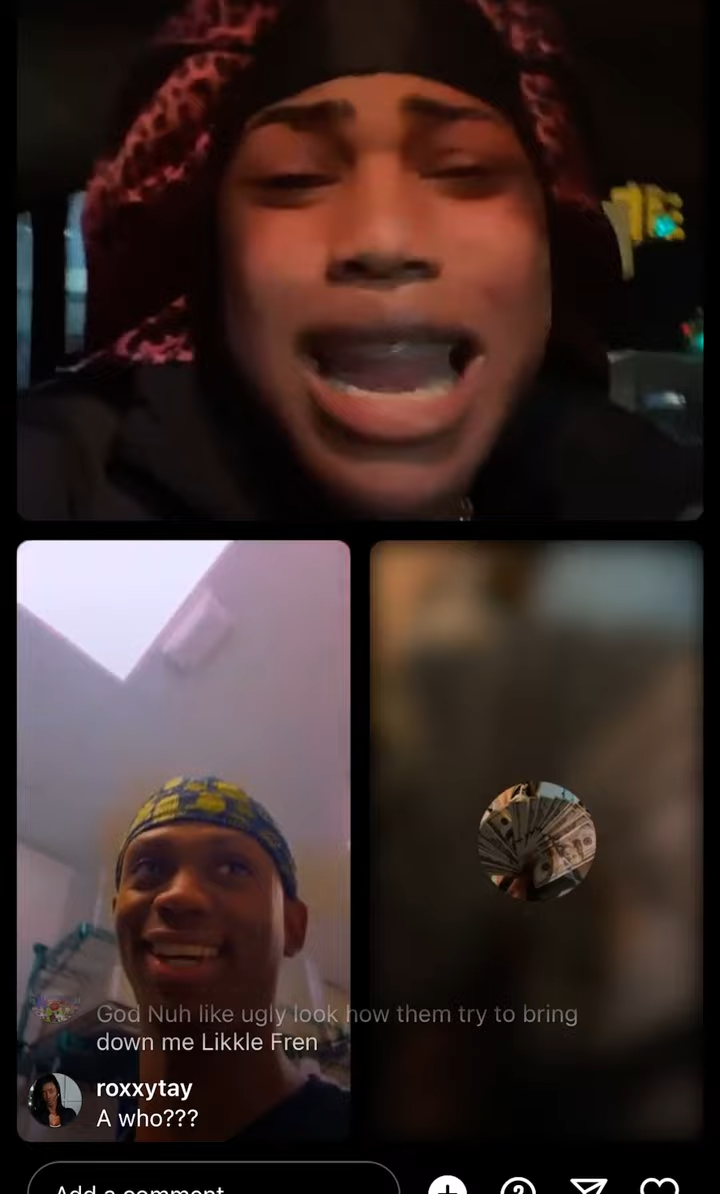 God Nuh like ugly look how them try to bring
down me Likkle Fren
roxxytay
A who???
Add a comment